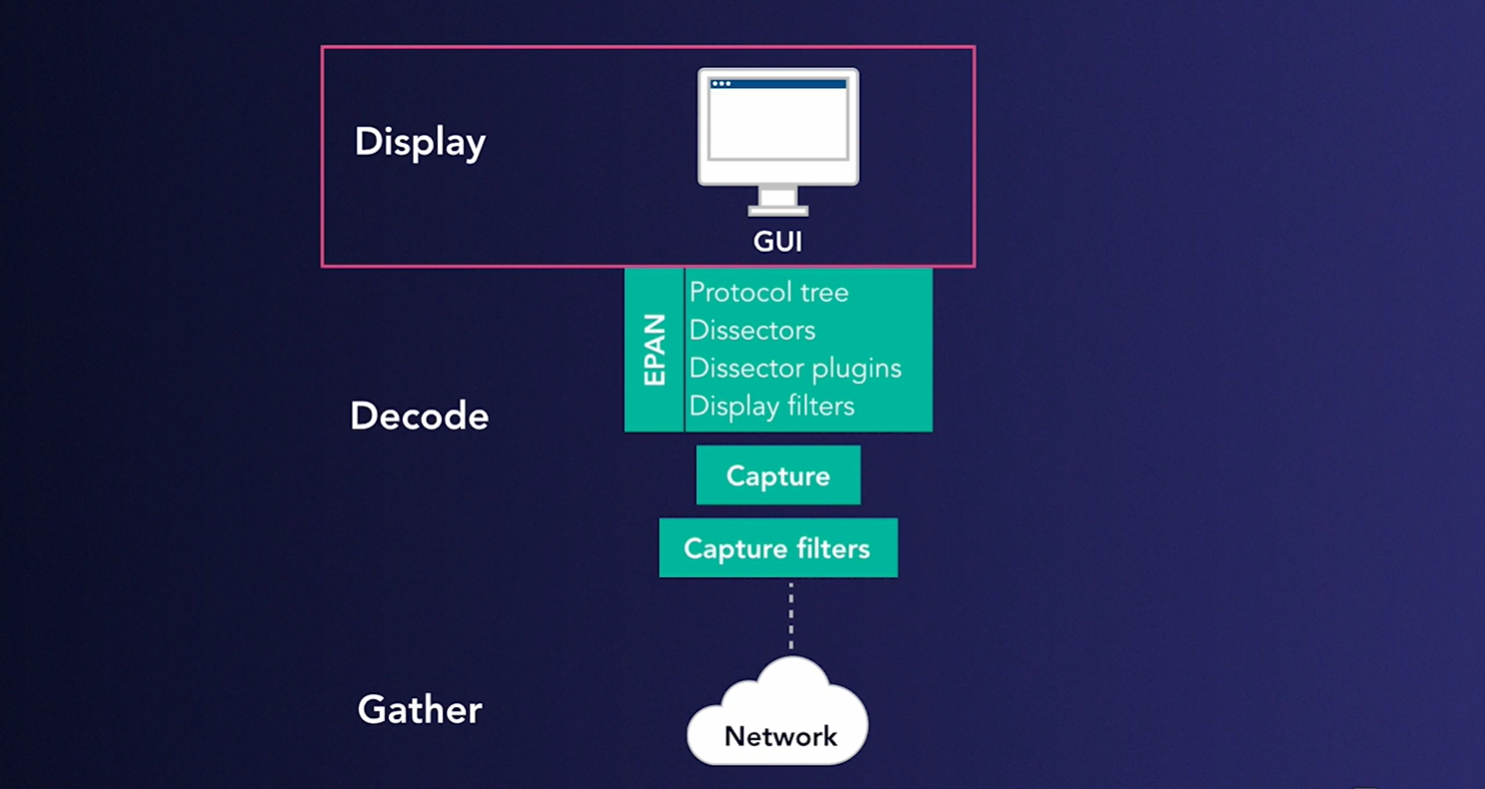 Display
GUI
EPAN
Protocol tree
Dissectors
Dissector plugins
Display filters
Decode
Capture
Capture filters
Gather
Network